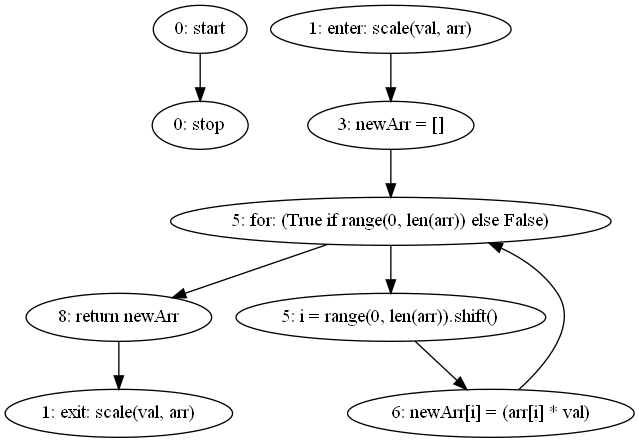 0: start
1: enter: scale(val, arr)
0: stop
3: newArr = []
5: for: (True if range(0, len(arr)) else False)
8: return newArr
5: i = range(0, len(arr)).shift()
1: exit: scale(val, arr)
6: newArr[i] = (arr[i] * val)